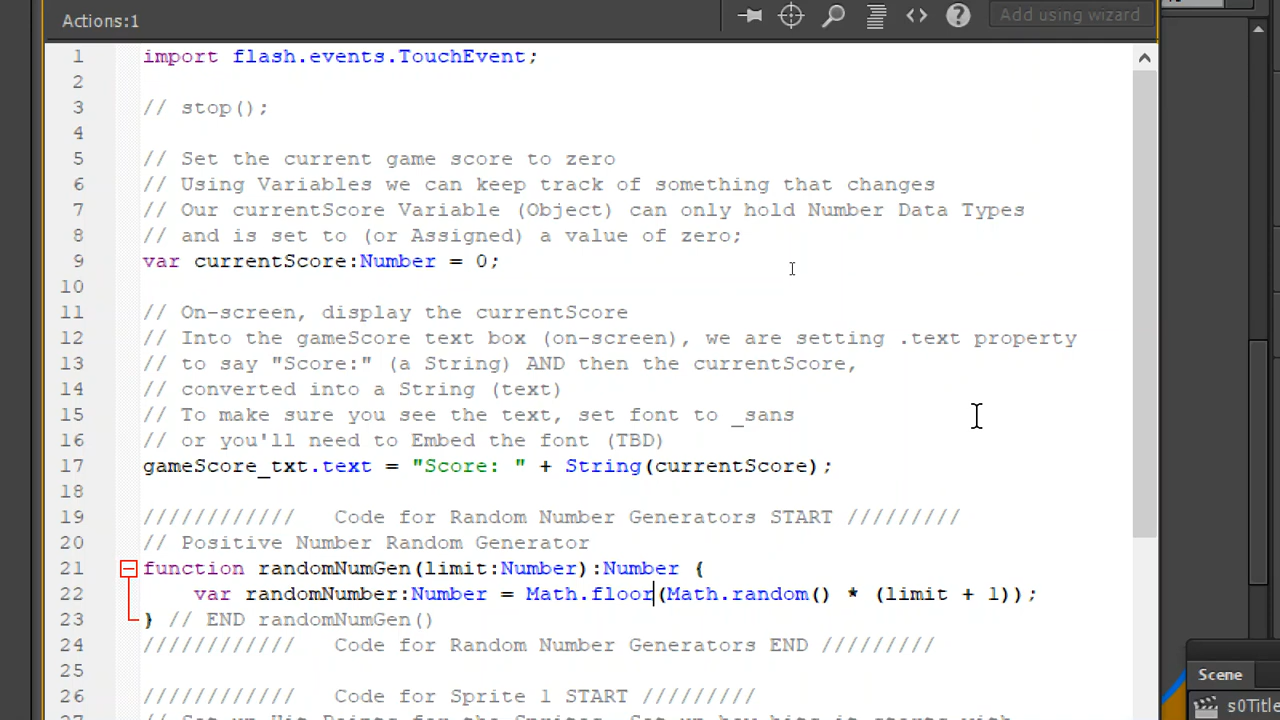 Actions:1
Add using wizard
1 import flash.events.TouchEvent;
2
3 // stop();
4
5 // Set the current game score to zero
6 // Using Variables we can keep track of something that changes
7 // Our currentScore Variable (Object) can only hold Number Data Types
8 // and is set to (or Assigned) a value of zero;
9 var currentScore:Number = 0;
10
11 // On-screen, display the currentScore
12 // Into the gameScore text box (on-screen), we are setting .text property
13 // to say "Score:" (a String) AND then the currentScore,
14 // converted into a String (text)
15 // To make sure you see the text, set font to _sans
16 // or you'll need to Embed the font (TBD)
17 gameScore_txt.text = "Score: " + String(currentScore);
18
19 //////////// Code for Random Number Generators START /////////
20 // Positive Number Random Generator
21 function randomNumGen(limit:Number):Number {
22 var randomNumber:Number = Math.floor(Math.random() * (limit + 1));
23 } // END randomNumGen()
24 //////////// Code for Random Number Generators END /////////
25
26 //////////// Code for Sprite 1 START /////////
Scene
s0Title